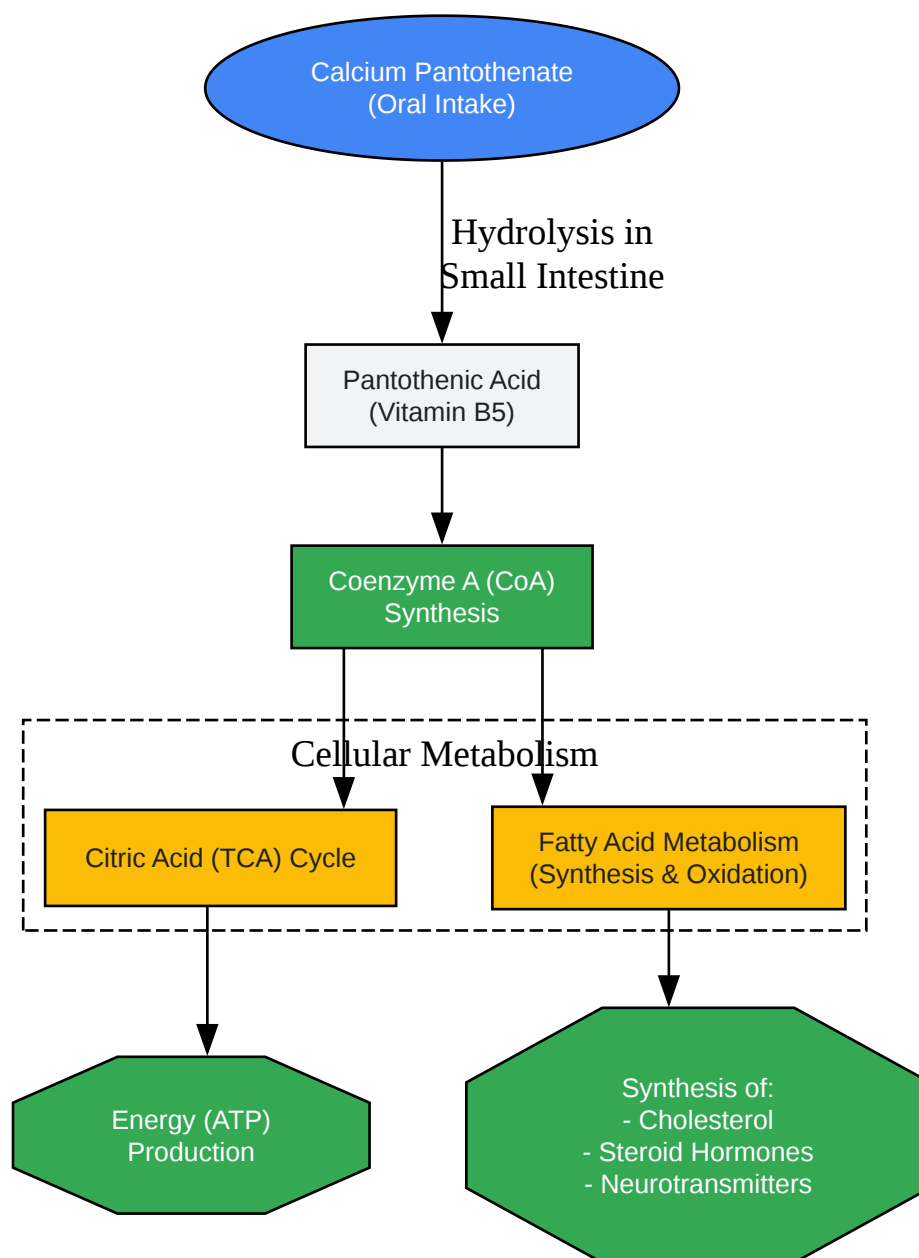 Calcium Pantothenate
(Oral Intake)
Hydrolysis in
Small Intestine
Pantothenic Acid
(Vitamin B5)
Coenzyme A (CoA)
Synthesis
Cellular Metabolism
Citric Acid (TCA) Cycle
Fatty Acid Metabolism
(Synthesis & Oxidation)
Energy (ATP)
Production
Synthesis of:
- Cholesterol
- Steroid Hormones
- Neurotransmitters